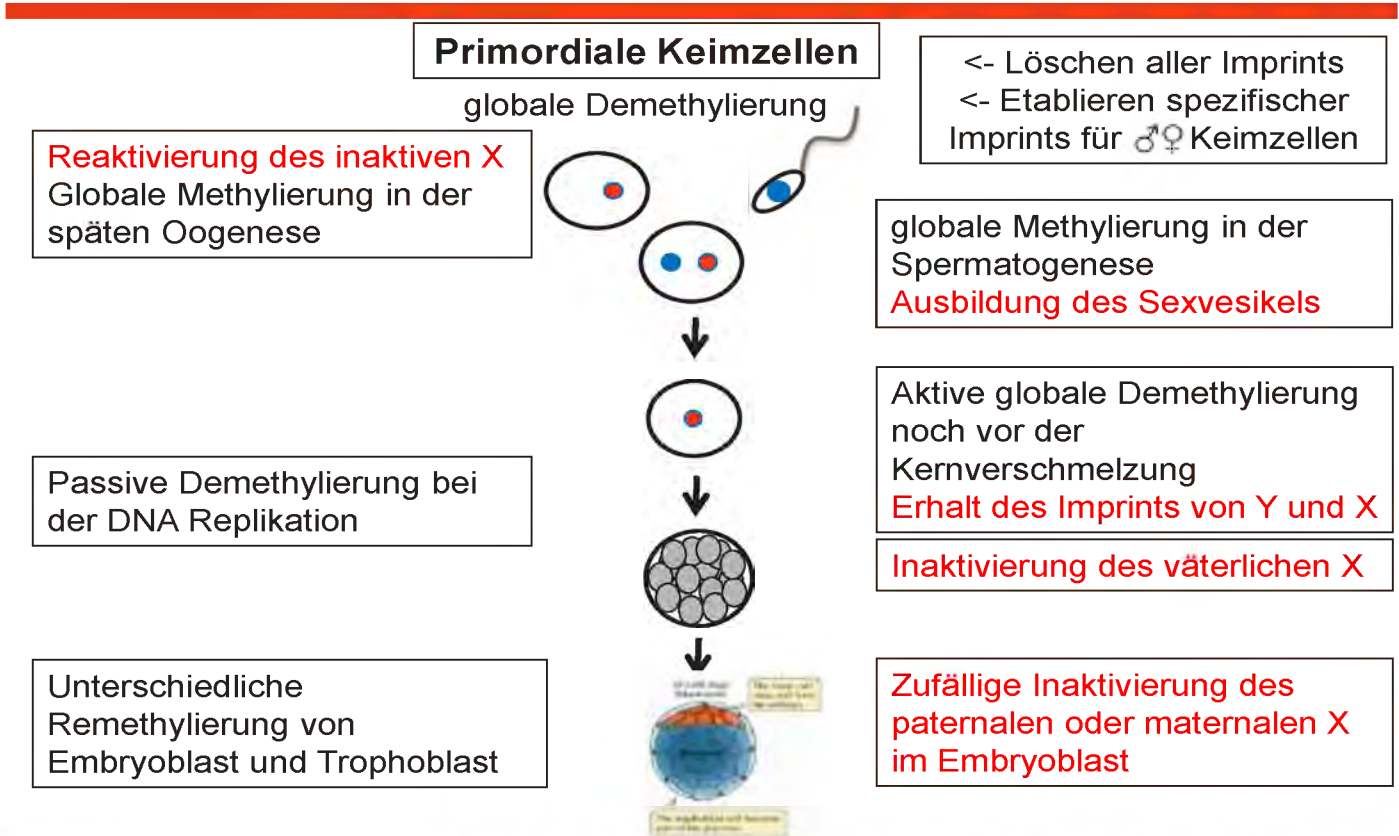 Primordiale Keimzellen
globale Demethylierung
<- Löschen aller Imprints
<- Etablieren spezifischer
Imprints für ♂♀ Keimzellen
Reaktivierung des inaktiven X
Globale Methylierung in der
späten Oogenese
globale Methylierung in der
Spermatogenese
Ausbildung des Sexvesikels
Aktive globale Demethylierung
noch vor der
Kernverschmelzung
Erhalt des Imprints von Y und X
Passive Demethylierung bei
der DNA Replikation
Inaktivierung des väterlichen X
Unterschiedliche
Remethylierung von
Embryoblast und Trophoblast
Zufällige Inaktivierung des
paternalen oder maternalen X
im Embryoblast